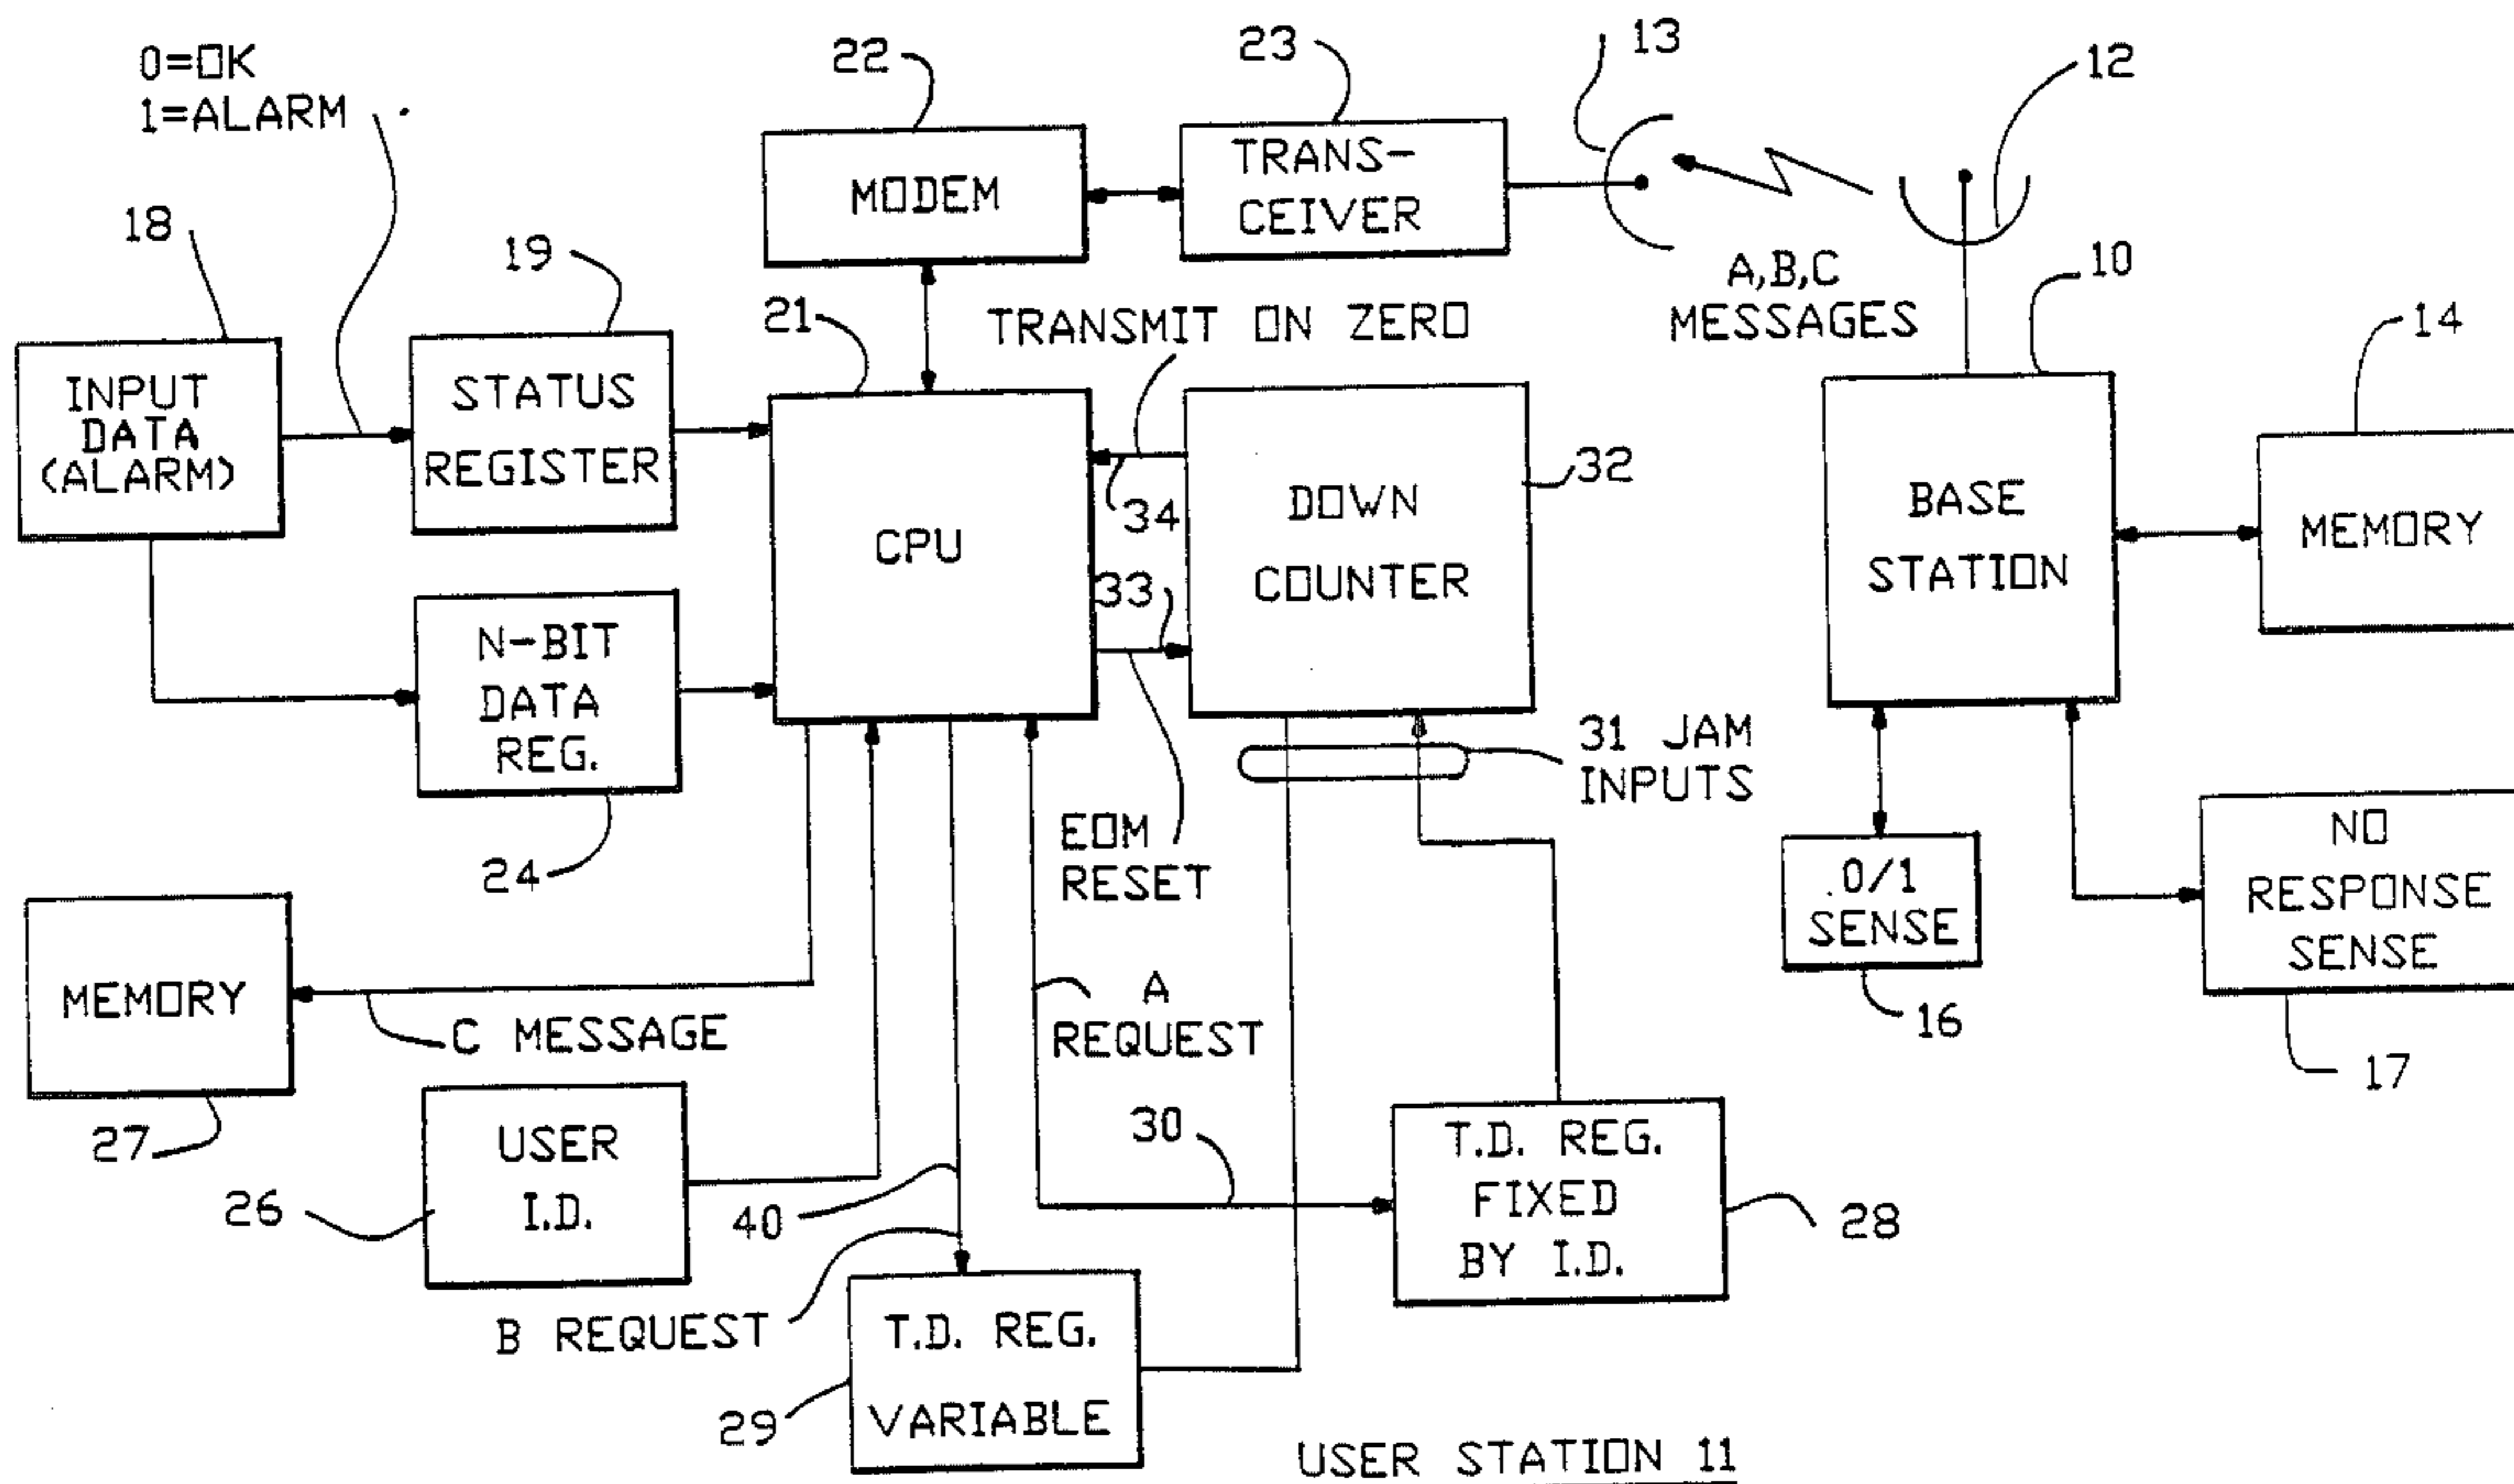 0=OK
1=ALARM
22
23
13
12
MODEM
TRANS-
CEIVER
18
19
21
TRANSMIT ON ZERO
A,B,C
MESSAGES
10
14
INPUT
DATA
(ALARM)
STATUS
REGISTER
CPU
34
33
DOWN
COUNTER
32
BASE
STATION
MEMORY
N-BIT
DATA
REG.
24
EOM
RESET
31 JAM
INPUTS
0/1
SENSE
16
NO
RESPONSE
SENSE
17
MEMORY
27
C MESSAGE
A
REQUEST
30
USER
I.D.
26
40
B REQUEST
T.D. REG.
FIXED
BY I.D.
28
T.D. REG.
VARIABLE
29
USER STATION 11